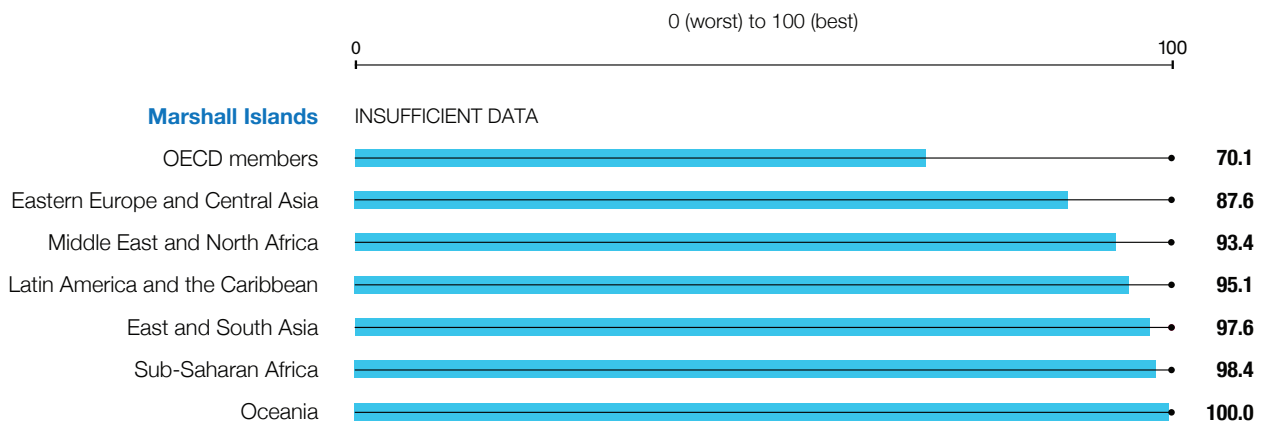 0 (worst) to 100 (best)
0 100
Marshall Islands INSUFFICIENT DATA
OECD members 70.1
Eastern Europe and Central Asia 87.6
Middle East and North Africa 93.4
Latin America and the Caribbean 95.1
East and South Asia 97.6
Sub-Saharan Africa 98.4
Oceania 100.0